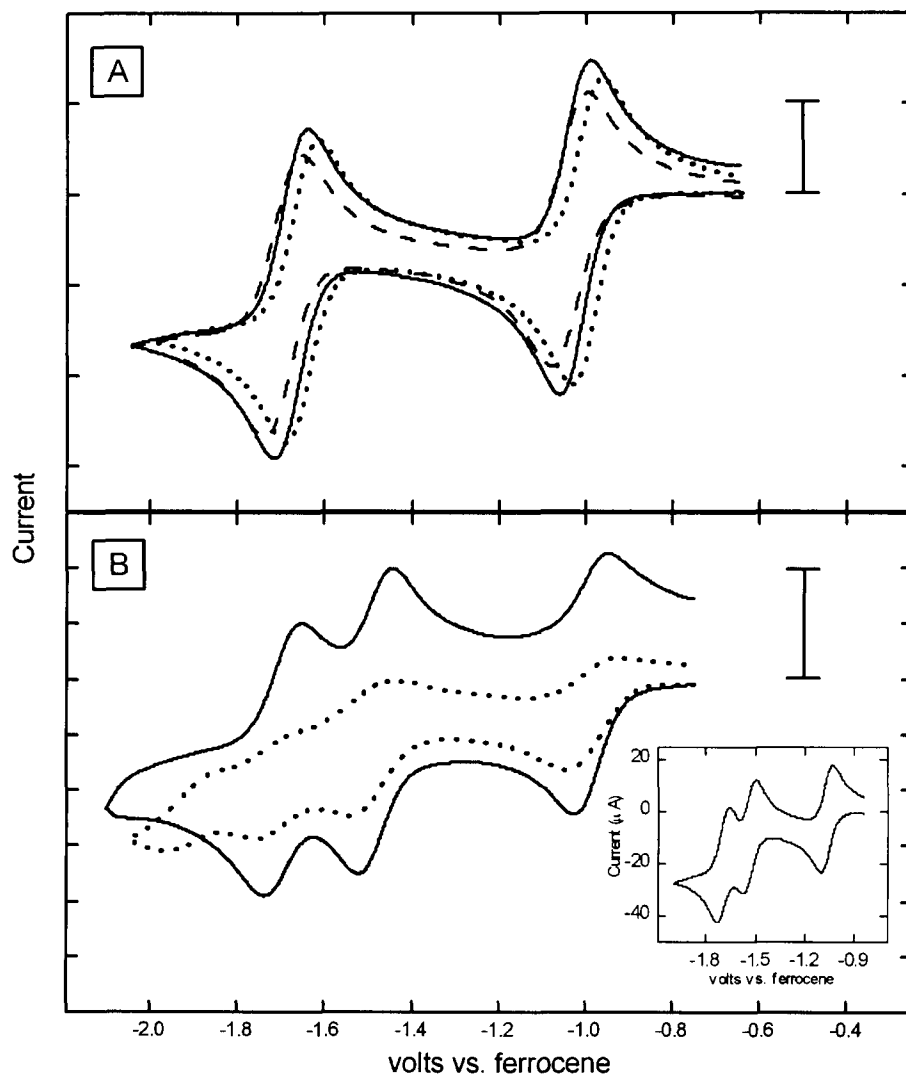 A
B
Current
20
0
-20
-40
Current (μ A)
-1.8 -1.5 -1.2 -0.9
volts vs. ferrocene
-2.0 -1.8 -1.6 -1.4 -1.2 -1.0 -0.8 -0.6 -0.4
volts vs. ferrocene